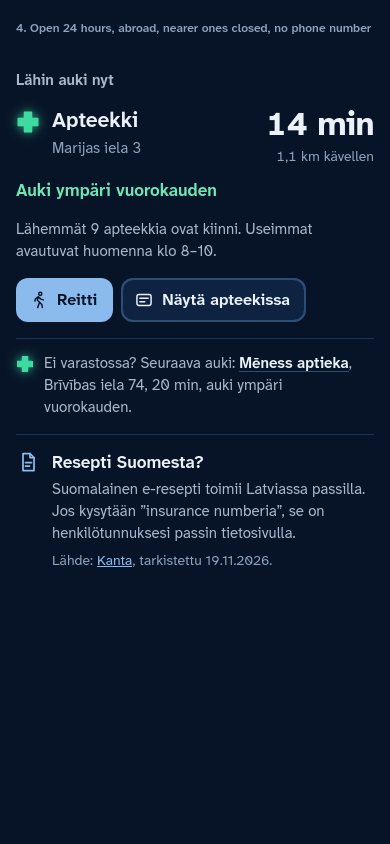 4. Open 24 hours, abroad, nearer ones closed, no phone number
Lähin auki nyt
Apteekki
14 min
Marijas iela 3
1,1 km kävellen
Auki ympäri vuorokauden
Lähemmät 9 apteekkia ovat kiinni. Useimmat
avautuvat huomenna klo 8–10.
Reitti
Näytä apteekissa
Ei varastossa? Seuraava auki: Mēness aptieka,
Brīvības iela 74, 20 min, auki ympäri
vuorokauden.
Resepti Suomesta?
Suomalainen e-resepti toimii Latviassa passilla.
Jos kysytään ”insurance numberia”, se on
henkilötunnuksesi passin tietosivulla.
Lähde: Kanta, tarkistettu 19.11.2026.